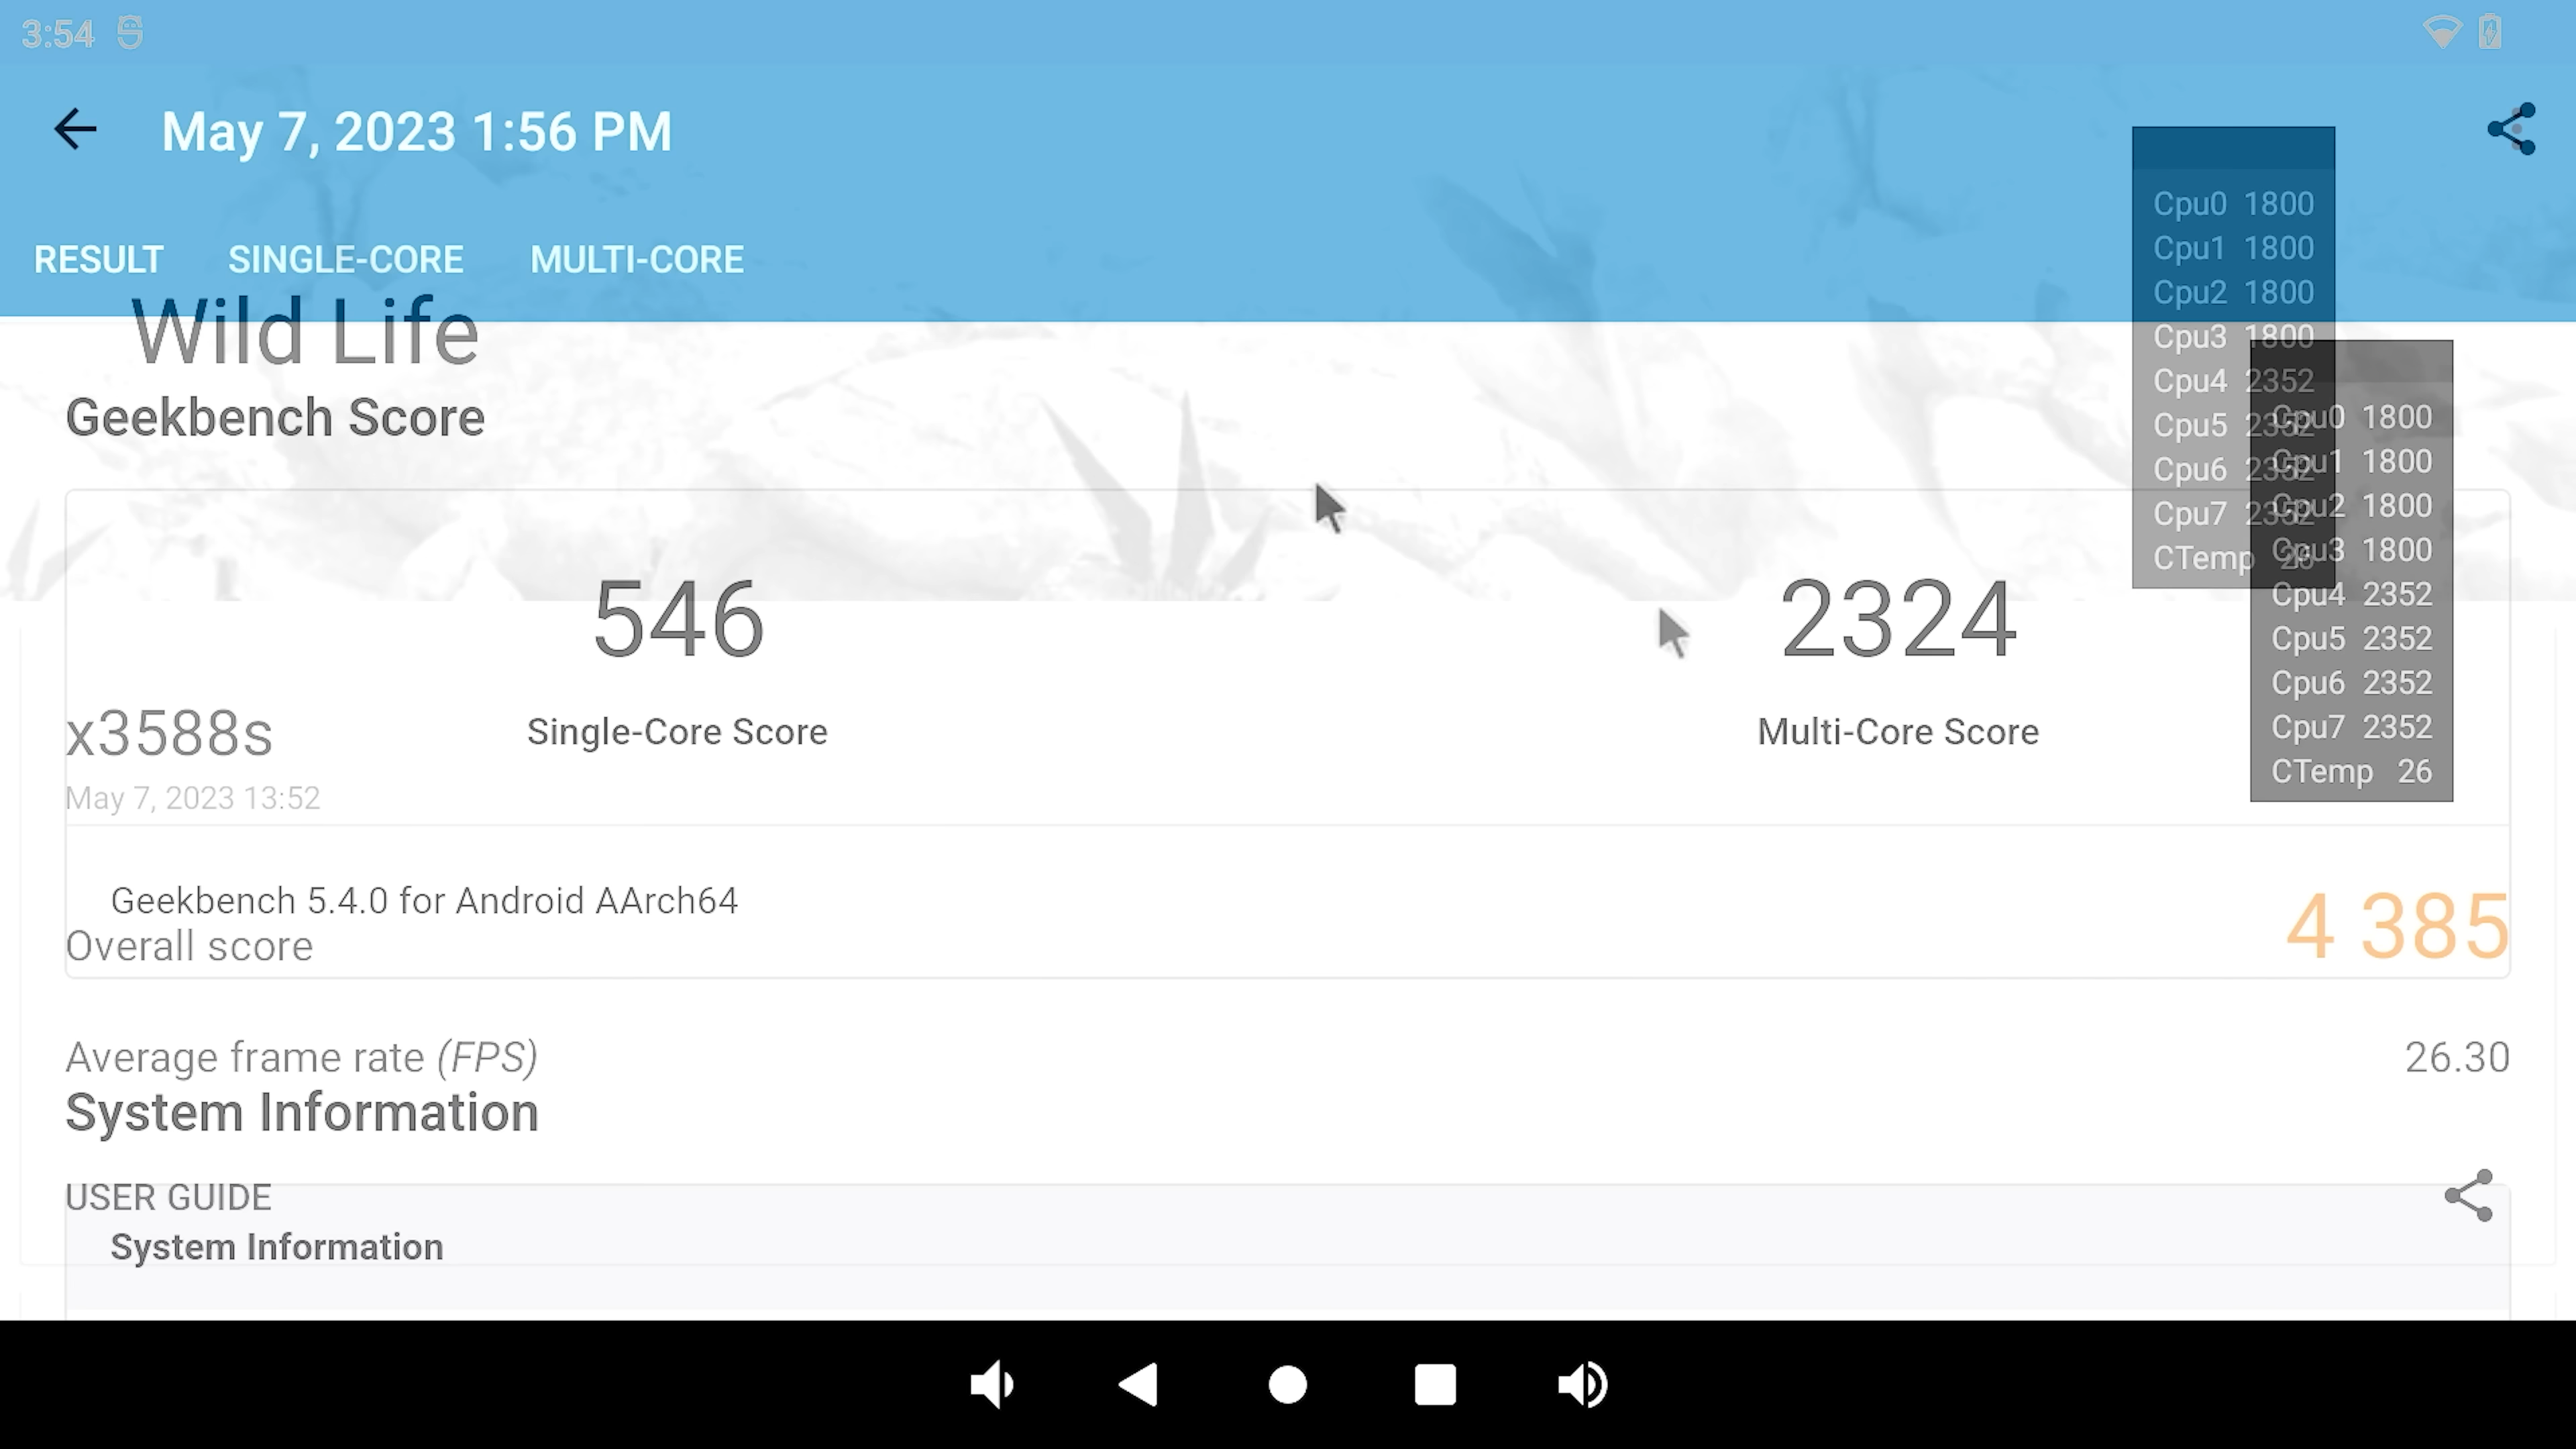 3:54
May 7, 2023 1:56 PM
RESULT
SINGLE-CORE
MULTI-CORE
Wild Life
Geekbench Score
546
2324
Single-Core Score
Multi-Core Score
x3588s
May 7, 2023 13:52
Geekbench 5.4.0 for Android AArch64
Overall score
4 385
Average frame rate (FPS)
26.30
System Information
USER GUIDE
System Information
Cpu0 1800
Cpu1 1800
Cpu2 1800
Cpu3 1800
Cpu4 2352
Cpu5 2352
Cpu6 2352
Cpu7 2352
CTemp 26
Cpu0 1800
Cpu1 1800
Cpu2 1800
Cpu3 1800
Cpu4 2352
Cpu5 2352
Cpu6 2352
Cpu7 2352
CTemp 26